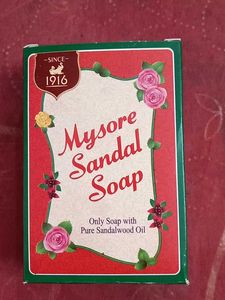 -SINCE-
1916
Mysore
Sandal
Soap
Only Soap with
Pure Sandalwood Oil